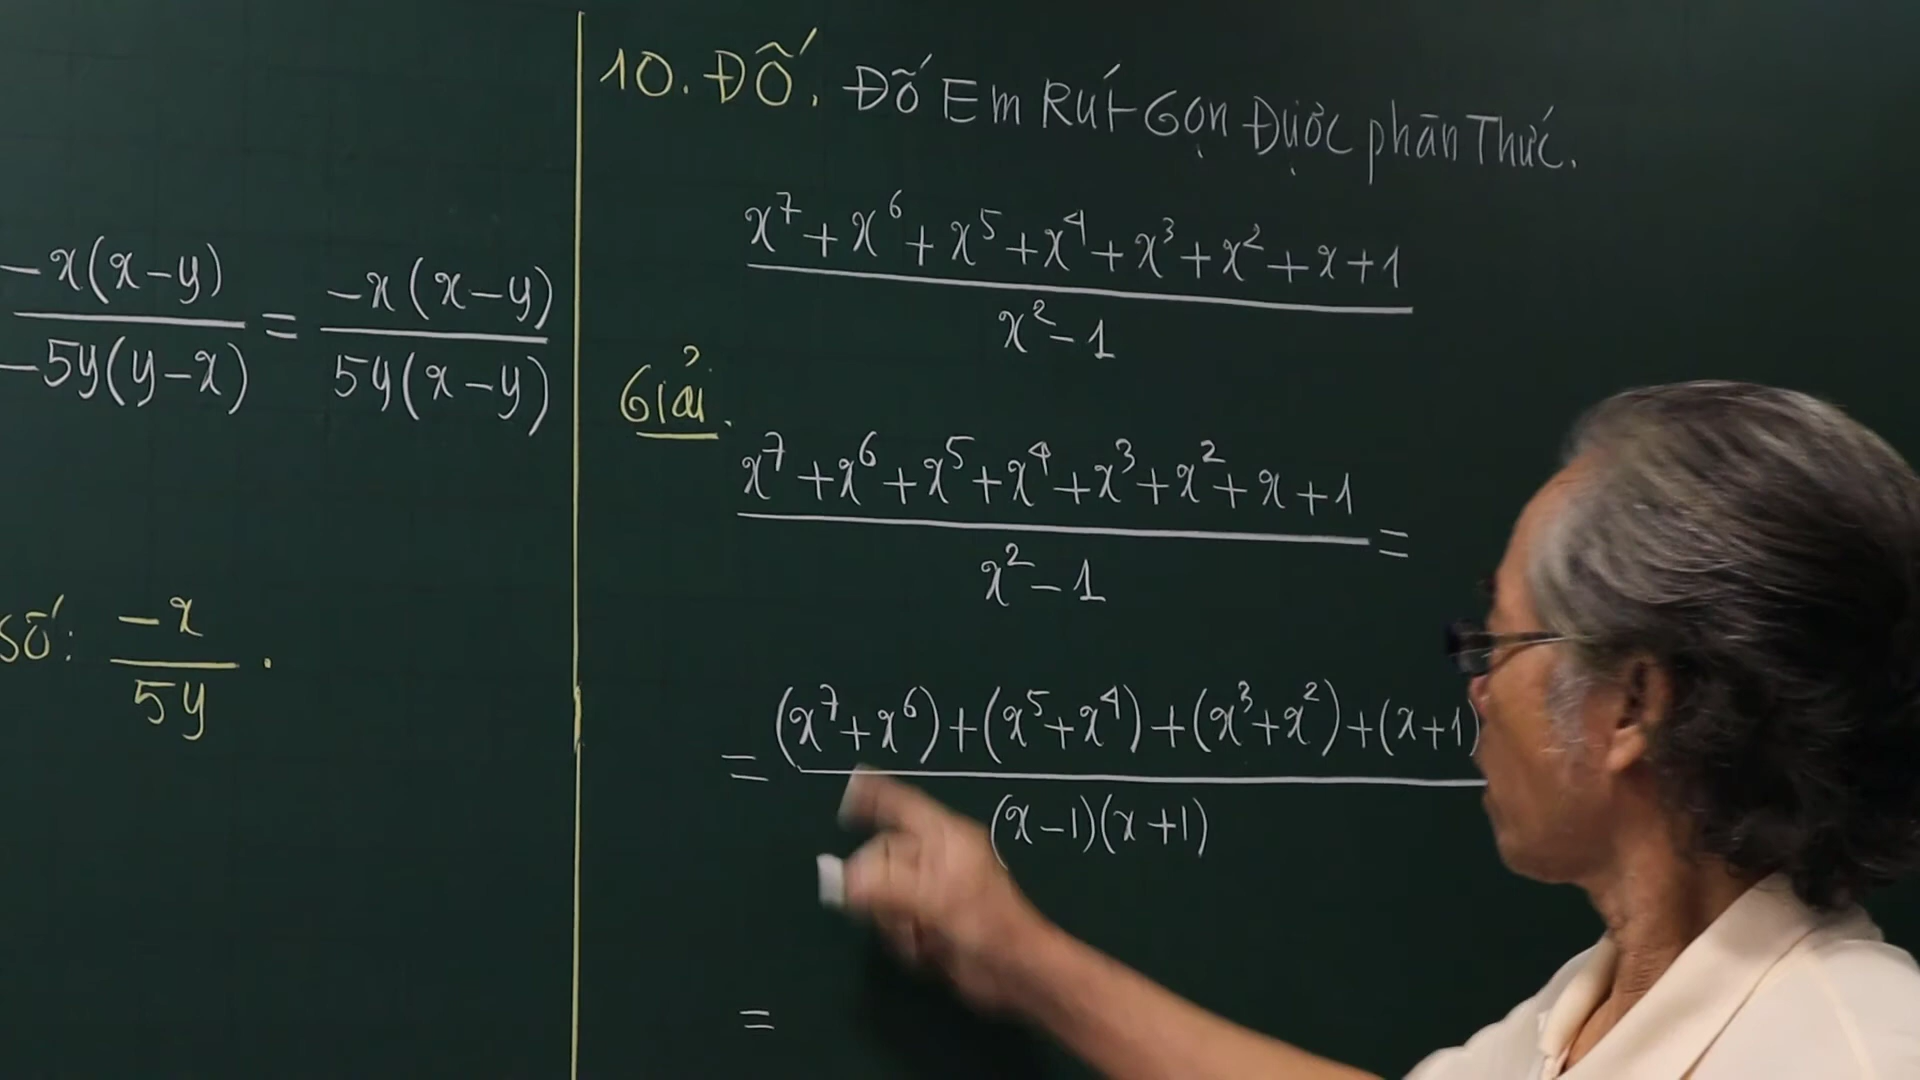 -x(x-y)/-5y(y-x) = -x(x-y)/5y(x-y)
số: -x/5y.
10. ĐỐ. Đố Em Rút Gọn Được phân Thức.
x⁷+x⁶+x⁵+x⁴+x³+x²+x+1
x²-1
Giải.
x⁷+x⁶+x⁵+x⁴+x³+x²+x+1
x²-1 =
= (x⁷+x⁶)+(x⁵+x⁴)+(x³+x²)+(x+1)
(x-1)(x+1)
=